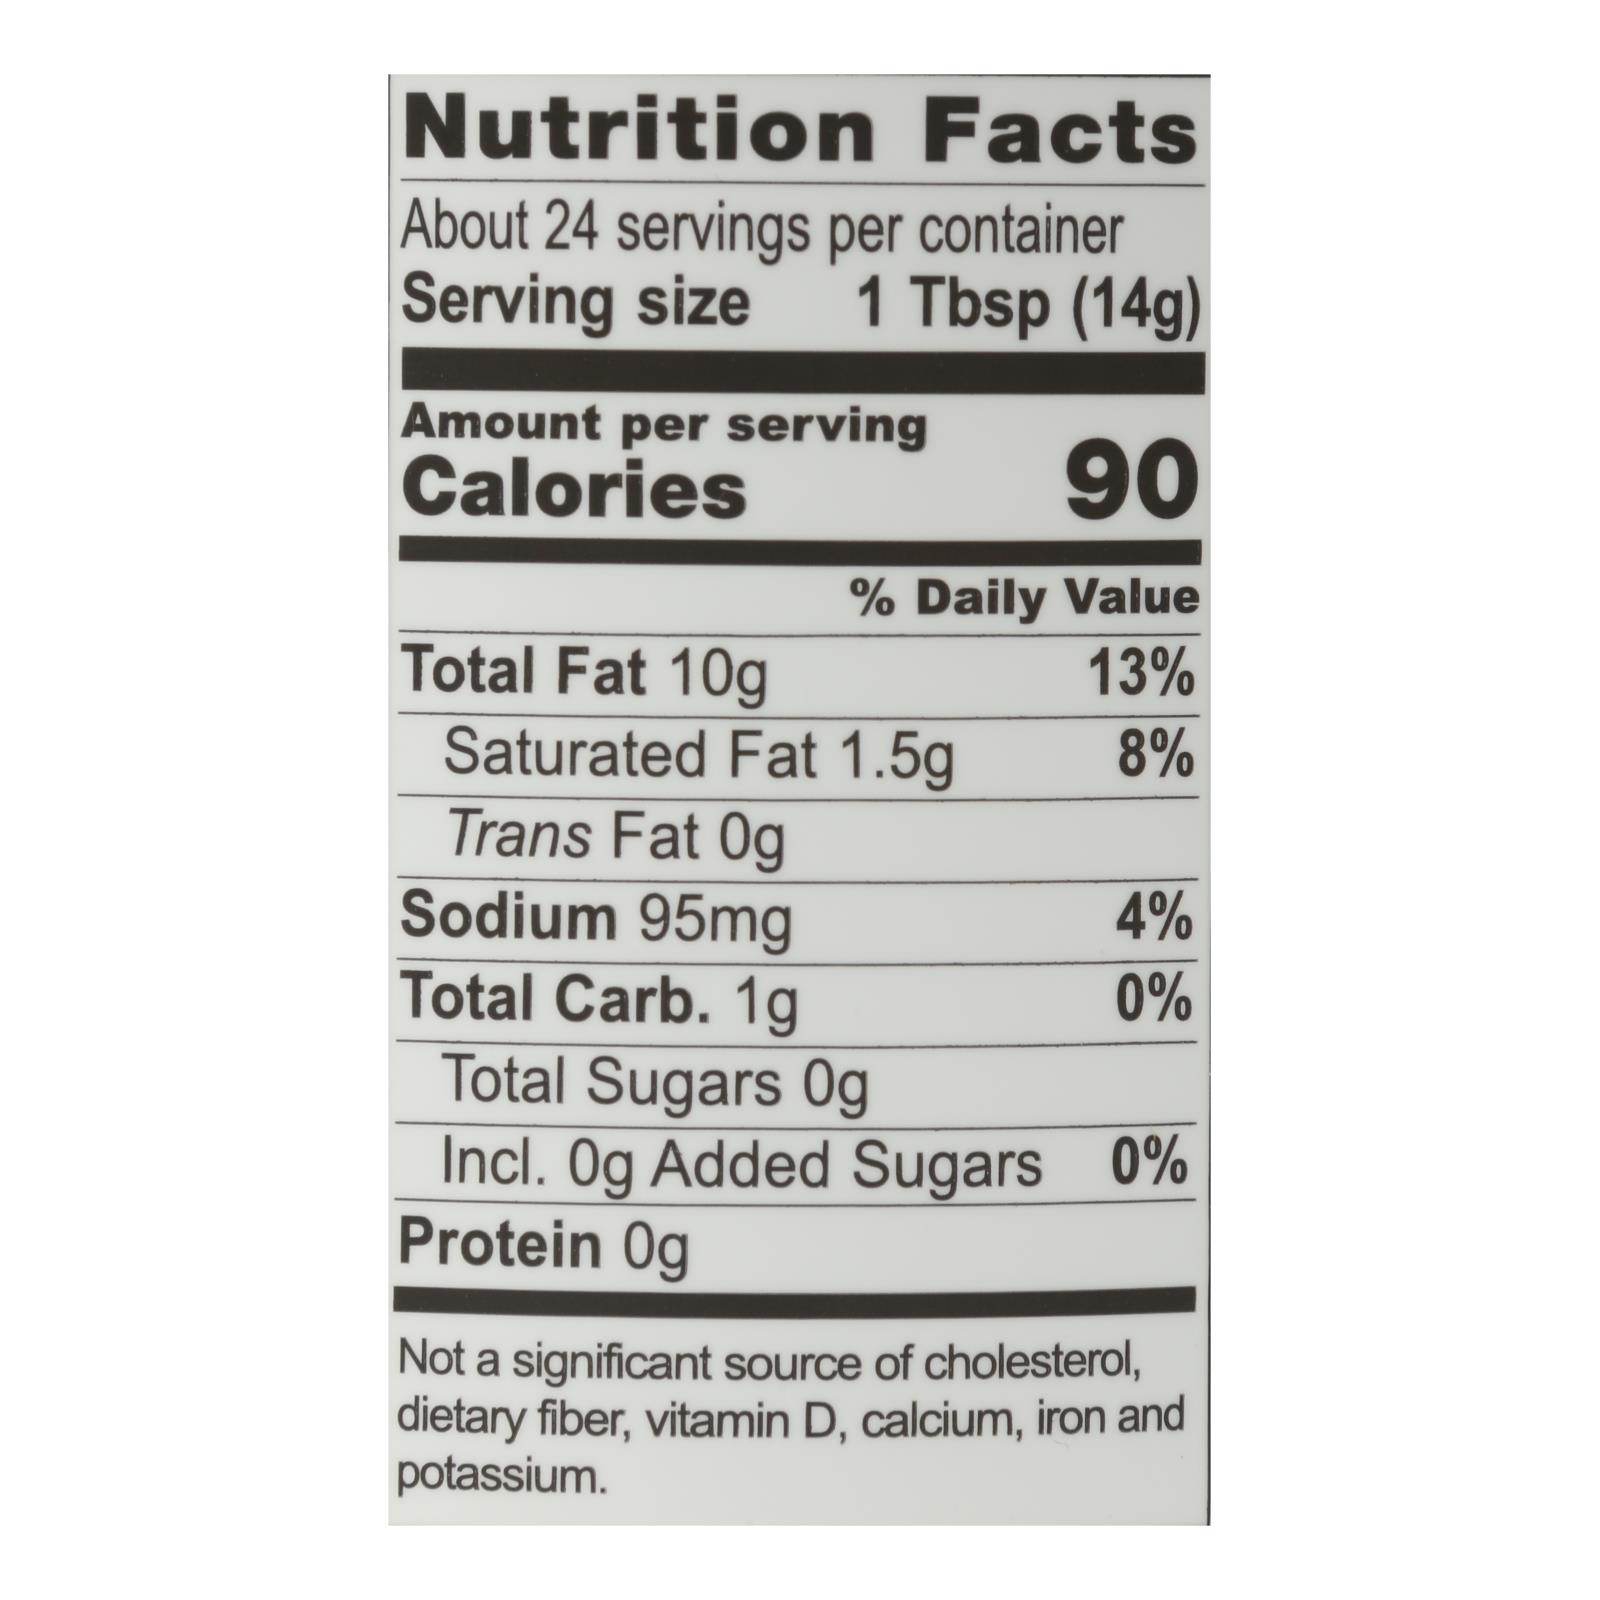 Nutrition Facts
About 24 servings per container
Serving size 1 Tbsp (14g)
Amount per serving
Calories 90
% Daily Value
Total Fat 10g 13%
Saturated Fat 1.5g 8%
Trans Fat 0g
Sodium 95mg 4%
Total Carb. 1g 0%
Total Sugars 0g
Incl. 0g Added Sugars 0%
Protein 0g
Not a significant source of cholesterol,
dietary fiber, vitamin D, calcium, iron and
potassium.